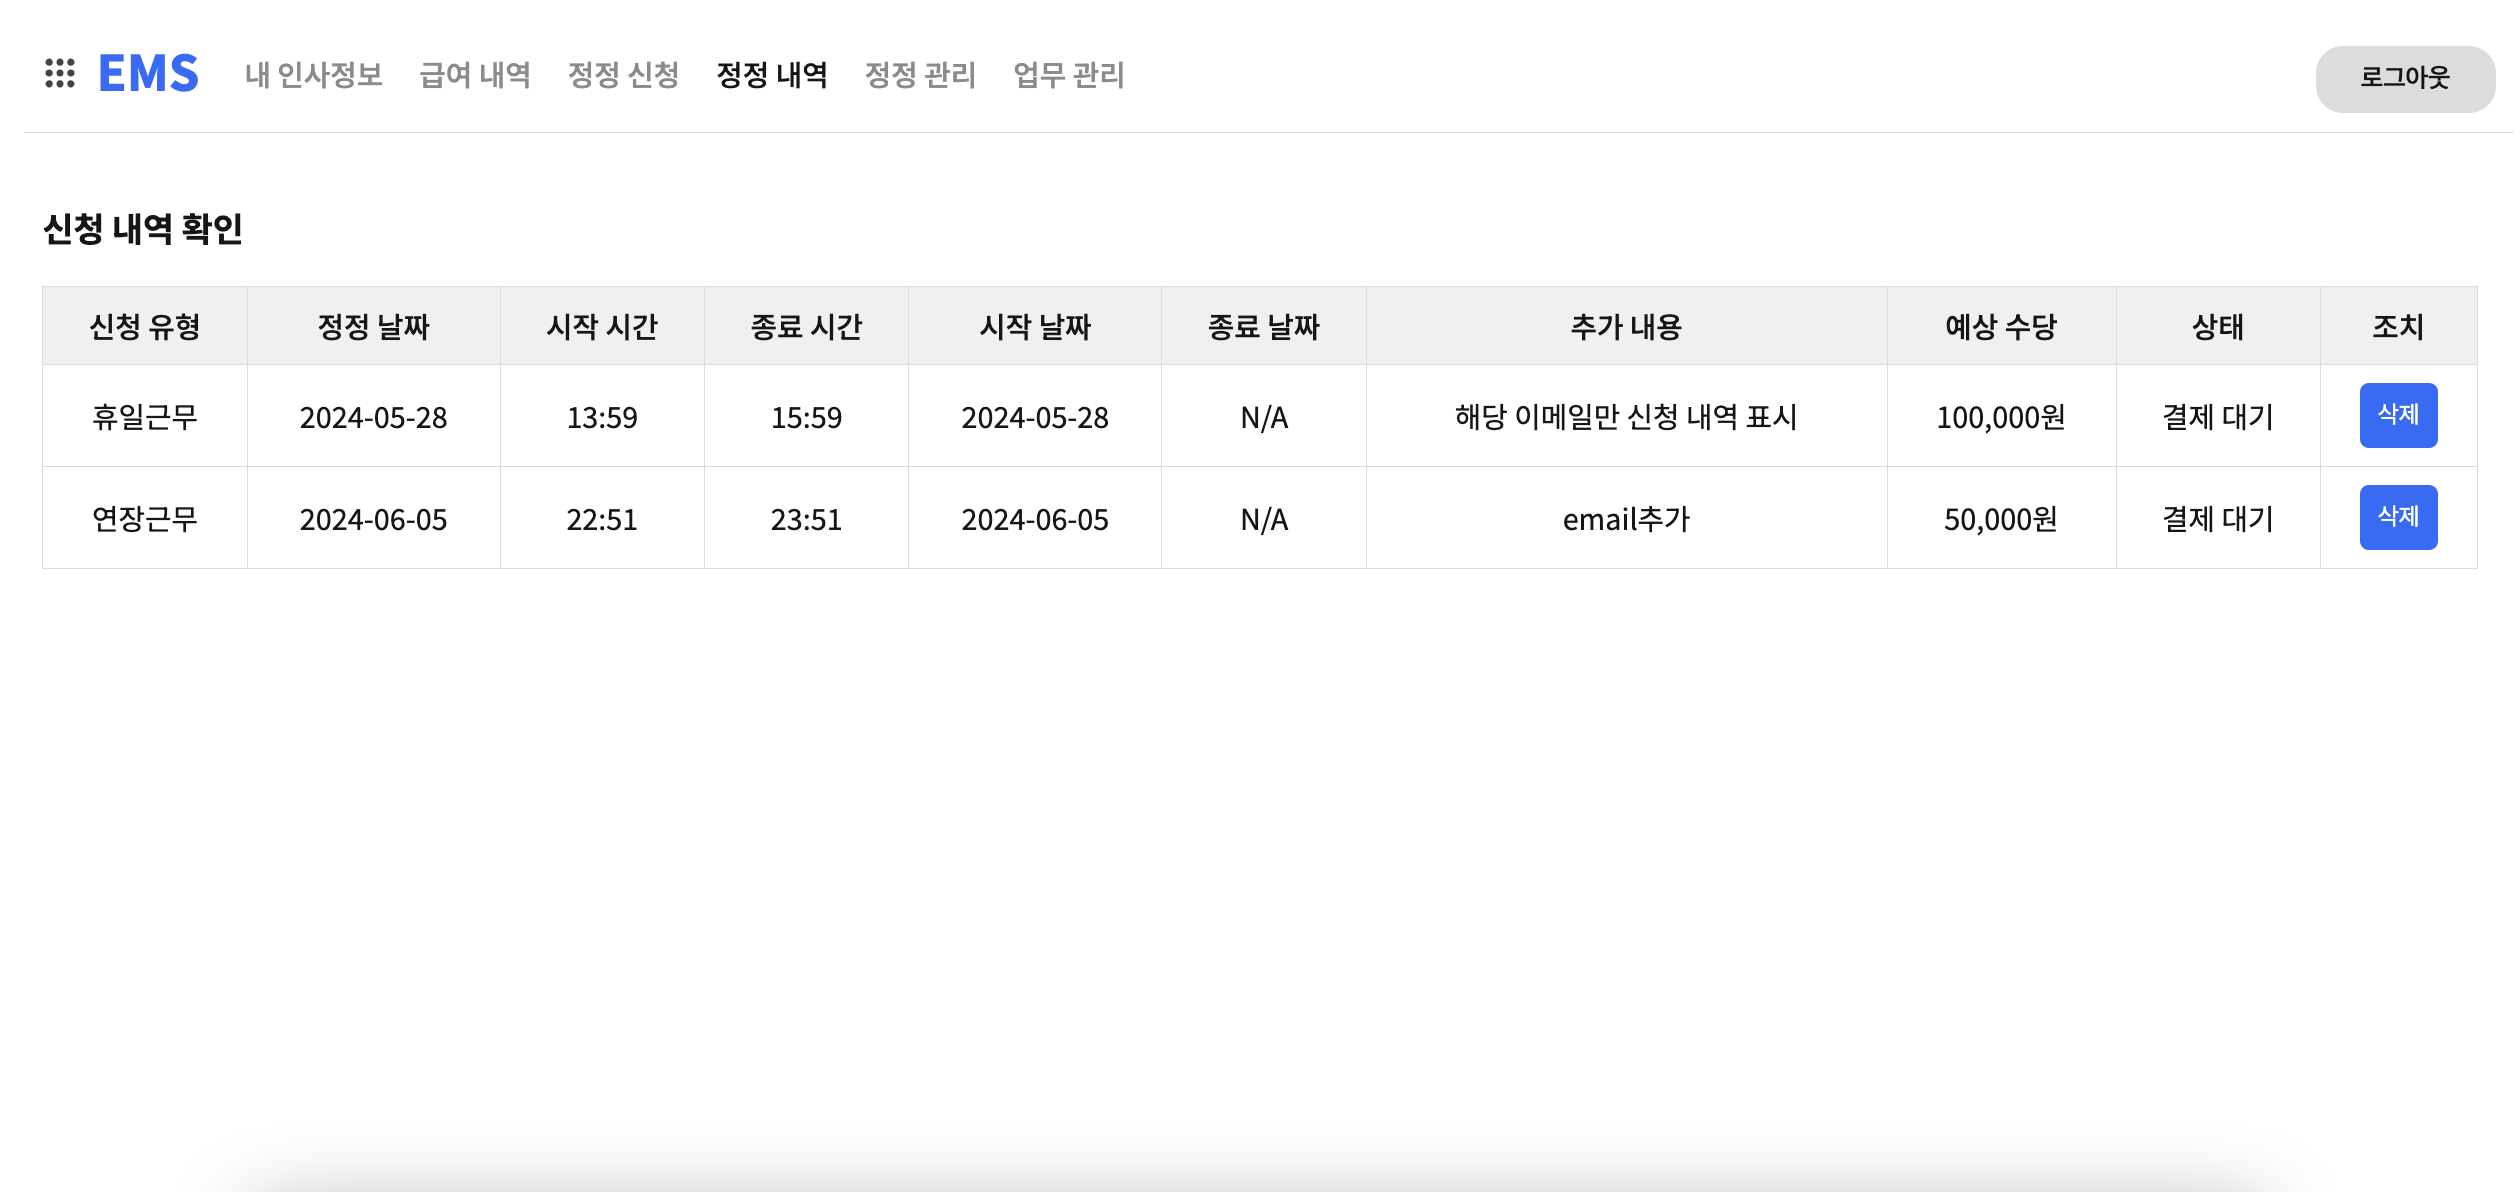 EMS 내 인사정보 급여 내역 정정 신청 정정 내역 정정 관리 업무관리 로그아웃
신청 내역 확인
신청 유형 정정 날짜 시작 시간 종료 시간 시작 날짜 종료 날짜 추가 내용 예상 수당 상태 조치
휴일근무 2024-05-28 13:59 15:59 2024-05-28 N/A 해당 이메일만 신청 내역 표시 100,000원 결제 대기 삭제
연장근무 2024-06-05 22:51 23:51 2024-06-05 N/A email추가 50,000원 결제 대기 삭제